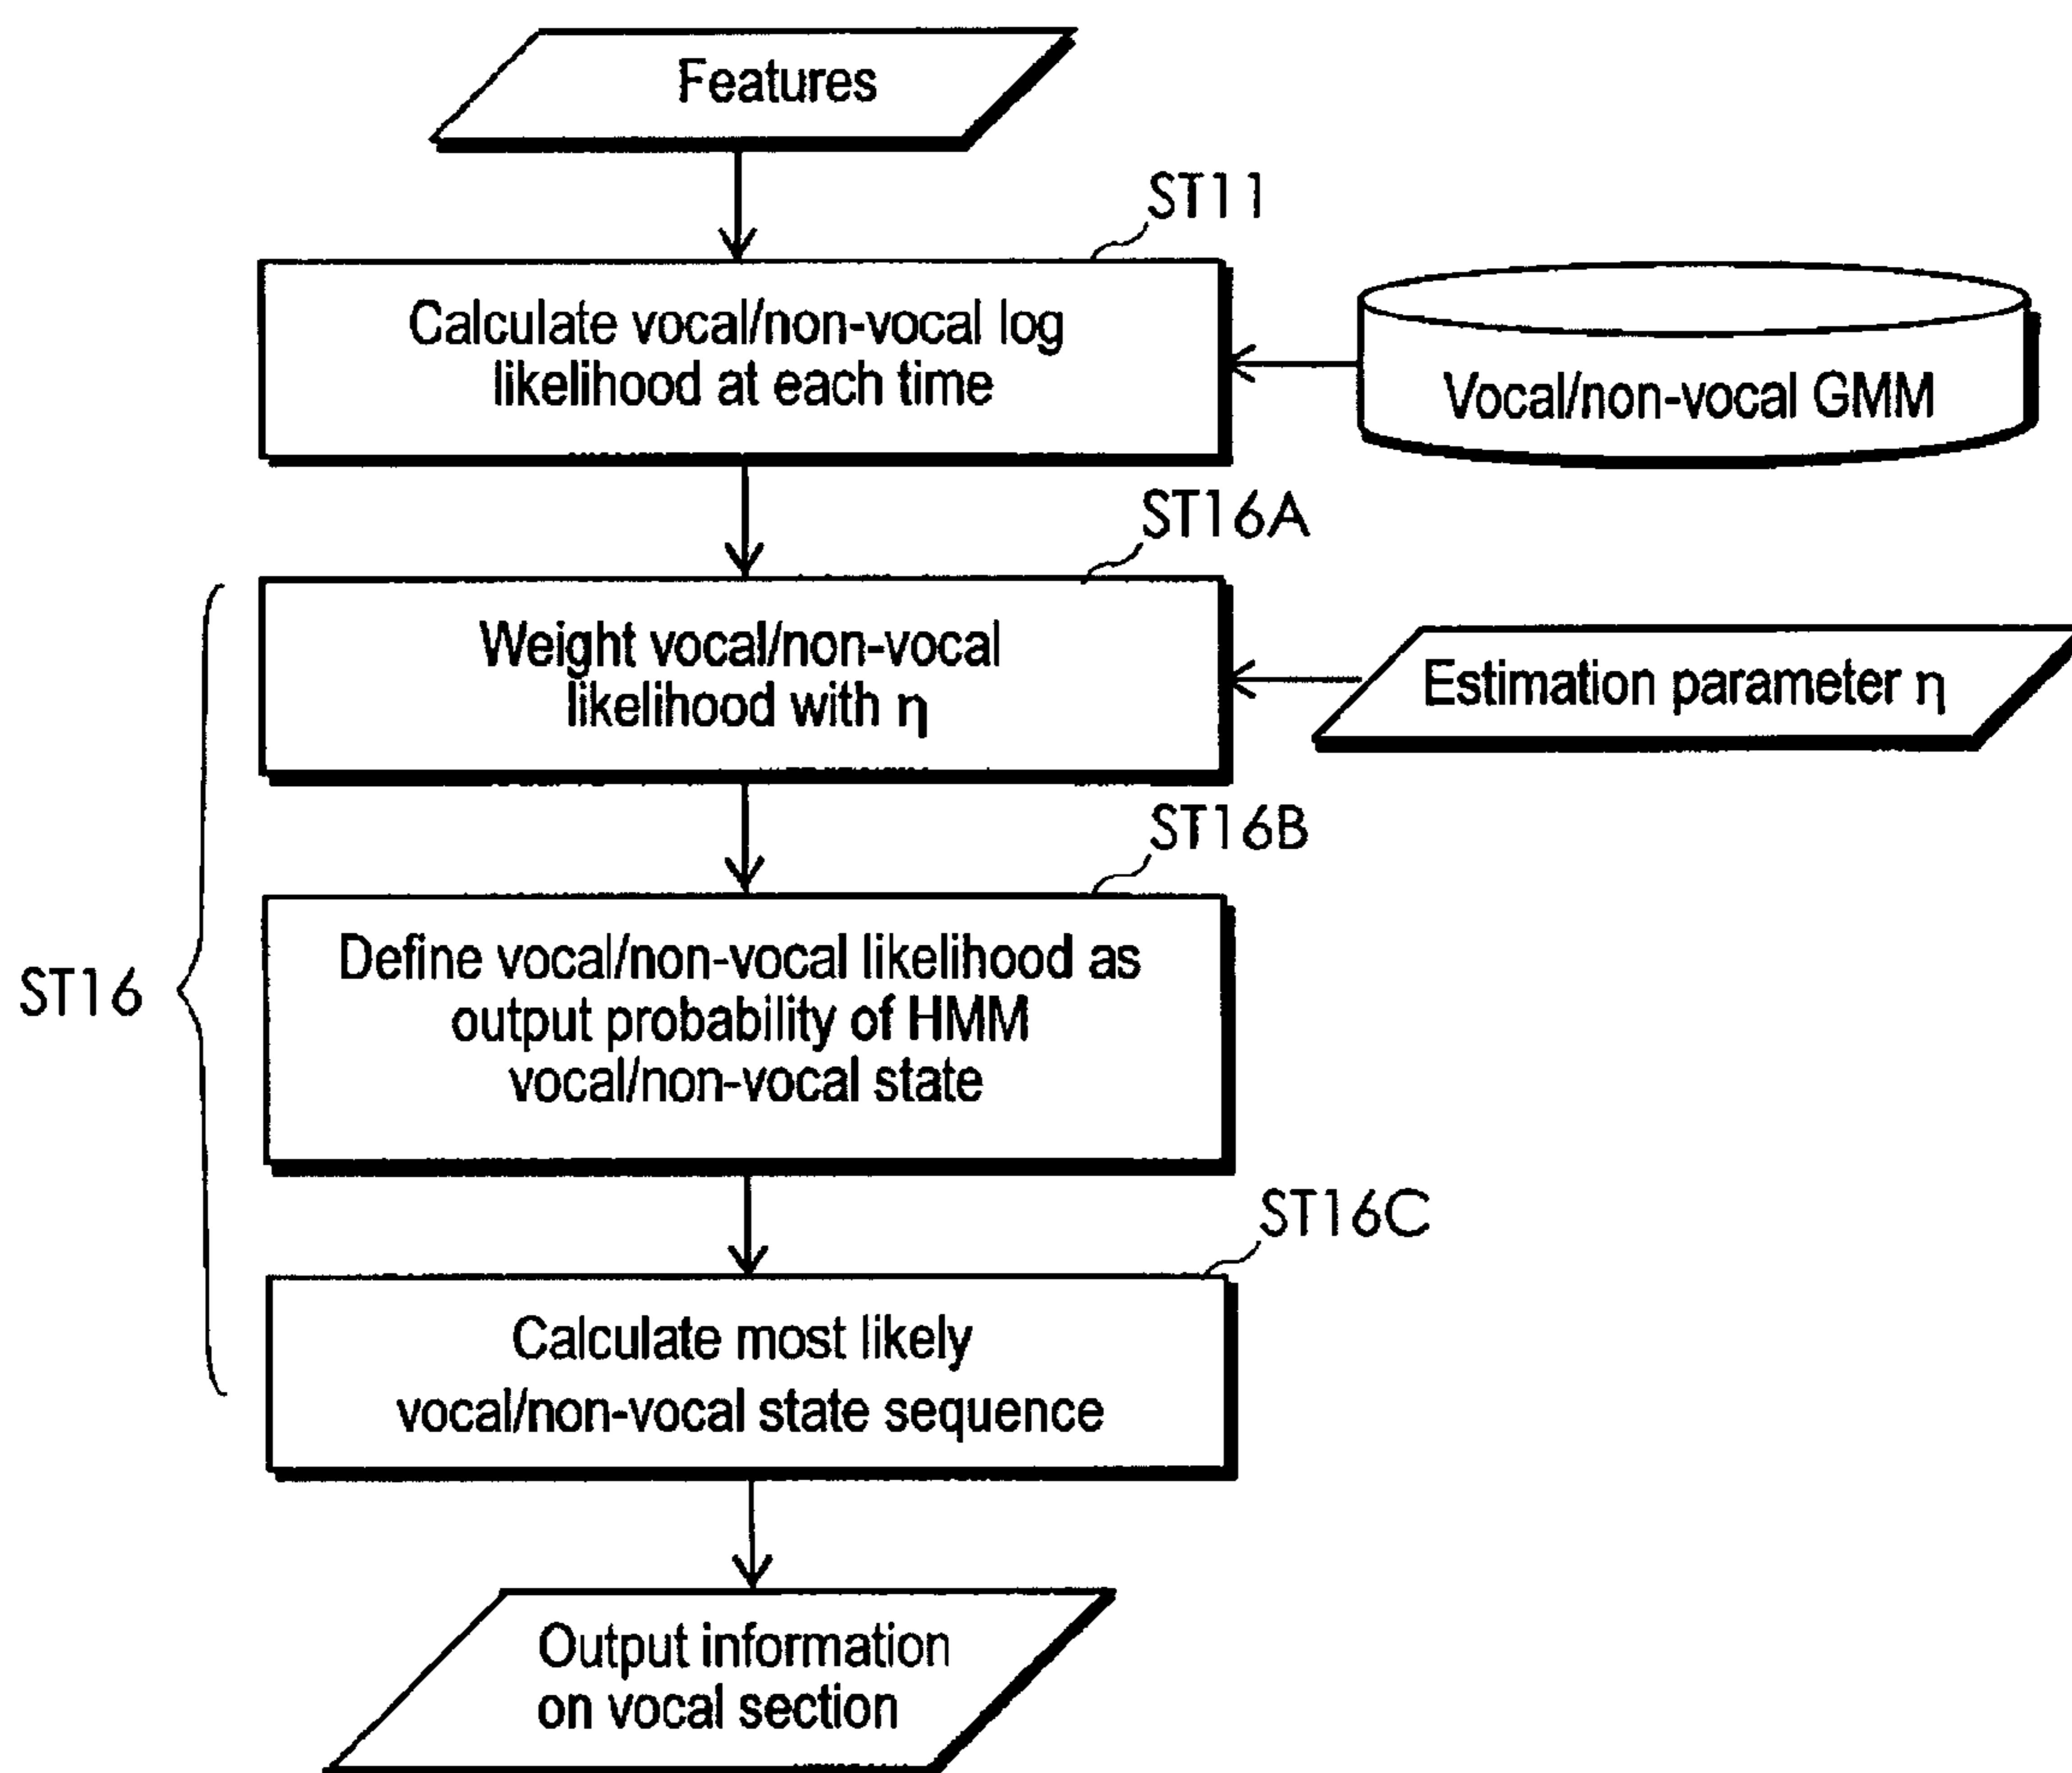 Features
ST11
Calculate vocal/non-vocal log
likelihood at each time
Vocal/non-vocal GMM
ST16A
Weight vocal/non-vocal
likelihood with η
Estimation parameter η
ST16B
Define vocal/non-vocal likelihood as
output probability of HMM
vocal/non-vocal state
ST16
ST16C
Calculate most likely
vocal/non-vocal state sequence
Output information
on vocal section